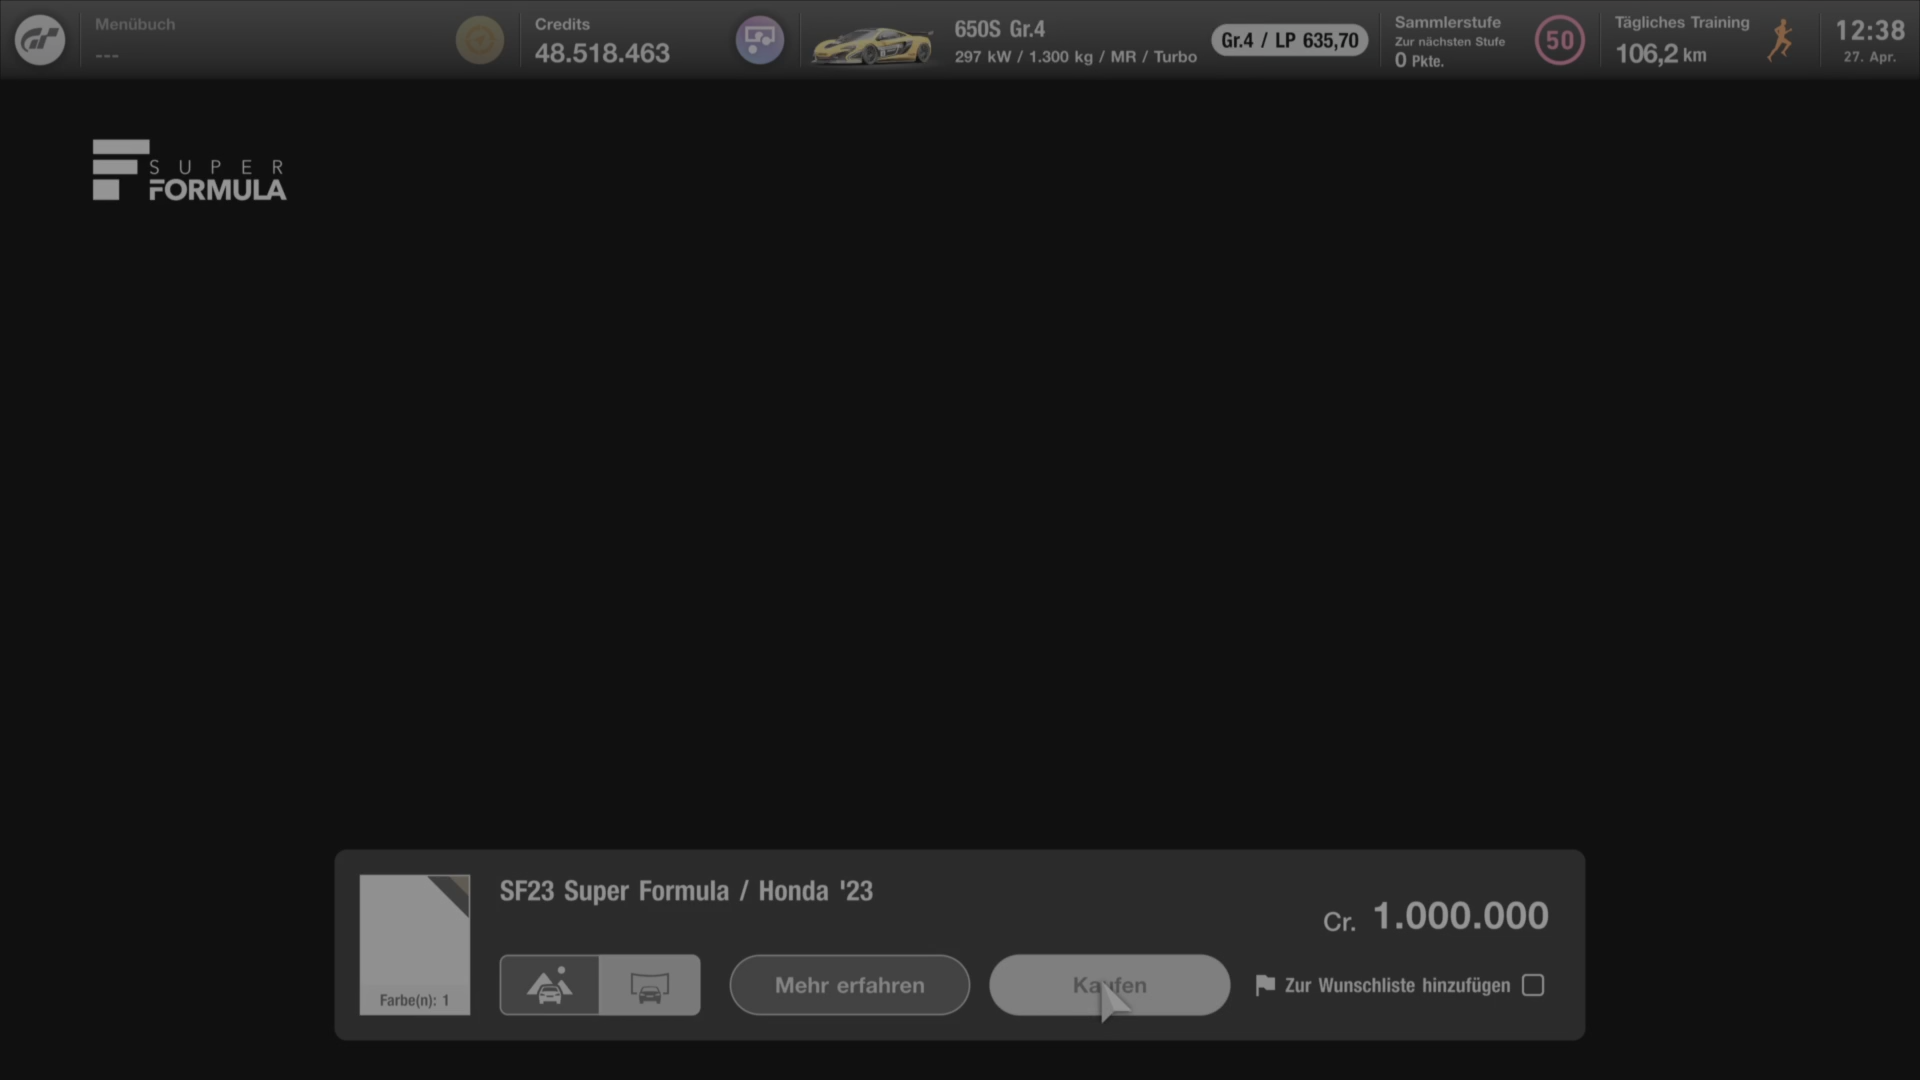 Menübuch
---
Credits
48.518.463
650S Gr.4
297 kW / 1.300 kg / MR / Turbo
Gr.4 / LP 635,70
Sammlerstufe
Zur nächsten Stufe
0 Pkte.
50
Tägliches Training
106,2 km
12:38
27. Apr.
SUPER
FORMULA
SF23 Super Formula / Honda '23
Cr. 1.000.000
Farbe(n): 1
Mehr erfahren
Kaufen
Zur Wunschliste hinzufügen